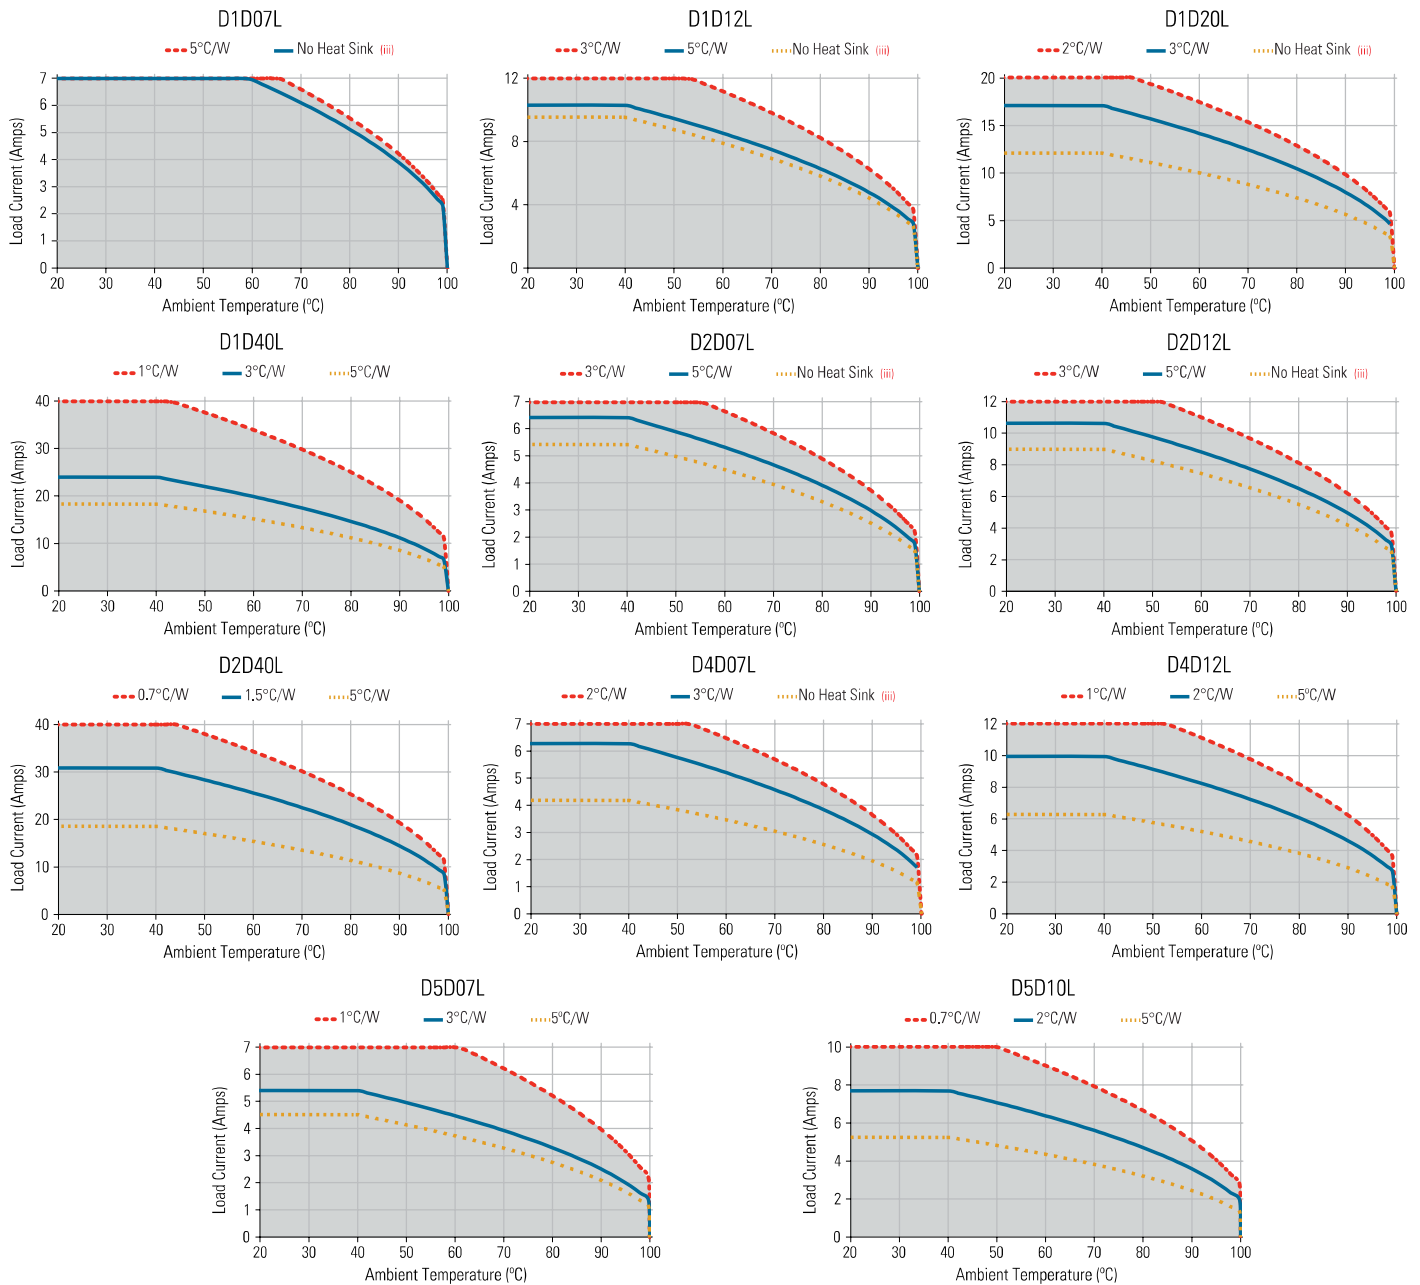 D1D07L
5°C/W No Heat Sink (iii)
7
6
5
4
3
2
1
0
Load Current (Amps)
20 30 40 50 60 70 80 90 100
Ambient Temperature (ºC)
D1D12L
3°C/W 5°C/W No Heat Sink (iii)
12
8
4
0
Load Current (Amps)
20 30 40 50 60 70 80 90 100
Ambient Temperature (ºC)
D1D20L
2°C/W 3°C/W No Heat Sink (iii)
20
15
10
5
0
Load Current (Amps)
20 30 40 50 60 70 80 90 100
Ambient Temperature (ºC)
D1D40L
1°C/W 3°C/W 5°C/W
40
30
20
10
0
Load Current (Amps)
20 30 40 50 60 70 80 90 100
Ambient Temperature (ºC)
D2D07L
3°C/W 5°C/W No Heat Sink (iii)
7
6
5
4
3
2
1
0
Load Current (Amps)
20 30 40 50 60 70 80 90 100
Ambient Temperature (ºC)
D2D12L
3°C/W 5°C/W No Heat Sink (iii)
12
10
8
6
4
2
0
Load Current (Amps)
20 30 40 50 60 70 80 90 100
Ambient Temperature (ºC)
D2D40L
0.7°C/W 1.5°C/W 5°C/W
40
30
20
10
0
Load Current (Amps)
20 30 40 50 60 70 80 90 100
Ambient Temperature (ºC)
D4D07L
2°C/W 3°C/W No Heat Sink (iii)
7
6
5
4
3
2
1
0
Load Current (Amps)
20 30 40 50 60 70 80 90 100
Ambient Temperature (ºC)
D4D12L
1°C/W 2°C/W 5°C/W
12
10
8
6
4
2
0
Load Current (Amps)
20 30 40 50 60 70 80 90 100
Ambient Temperature (ºC)
D5D07L
1°C/W 3°C/W 5°C/W
7
6
5
4
3
2
1
0
Load Current (Amps)
20 30 40 50 60 70 80 90 100
Ambient Temperature (ºC)
D5D10L
0.7°C/W 2°C/W 5°C/W
10
8
6
4
2
0
Load Current (Amps)
20 30 40 50 60 70 80 90 100
Ambient Temperature (ºC)